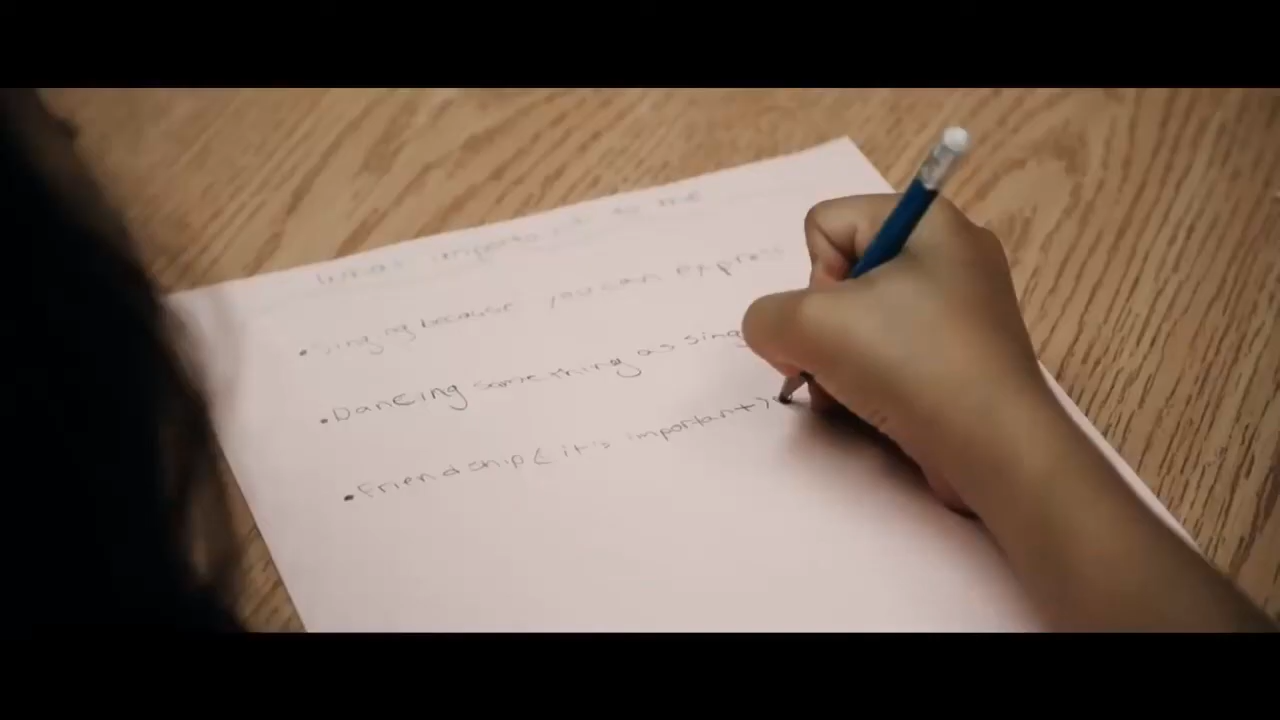 What important to me
•Singing because you can express
•Dancing something as sing
•Friendship( it's important)